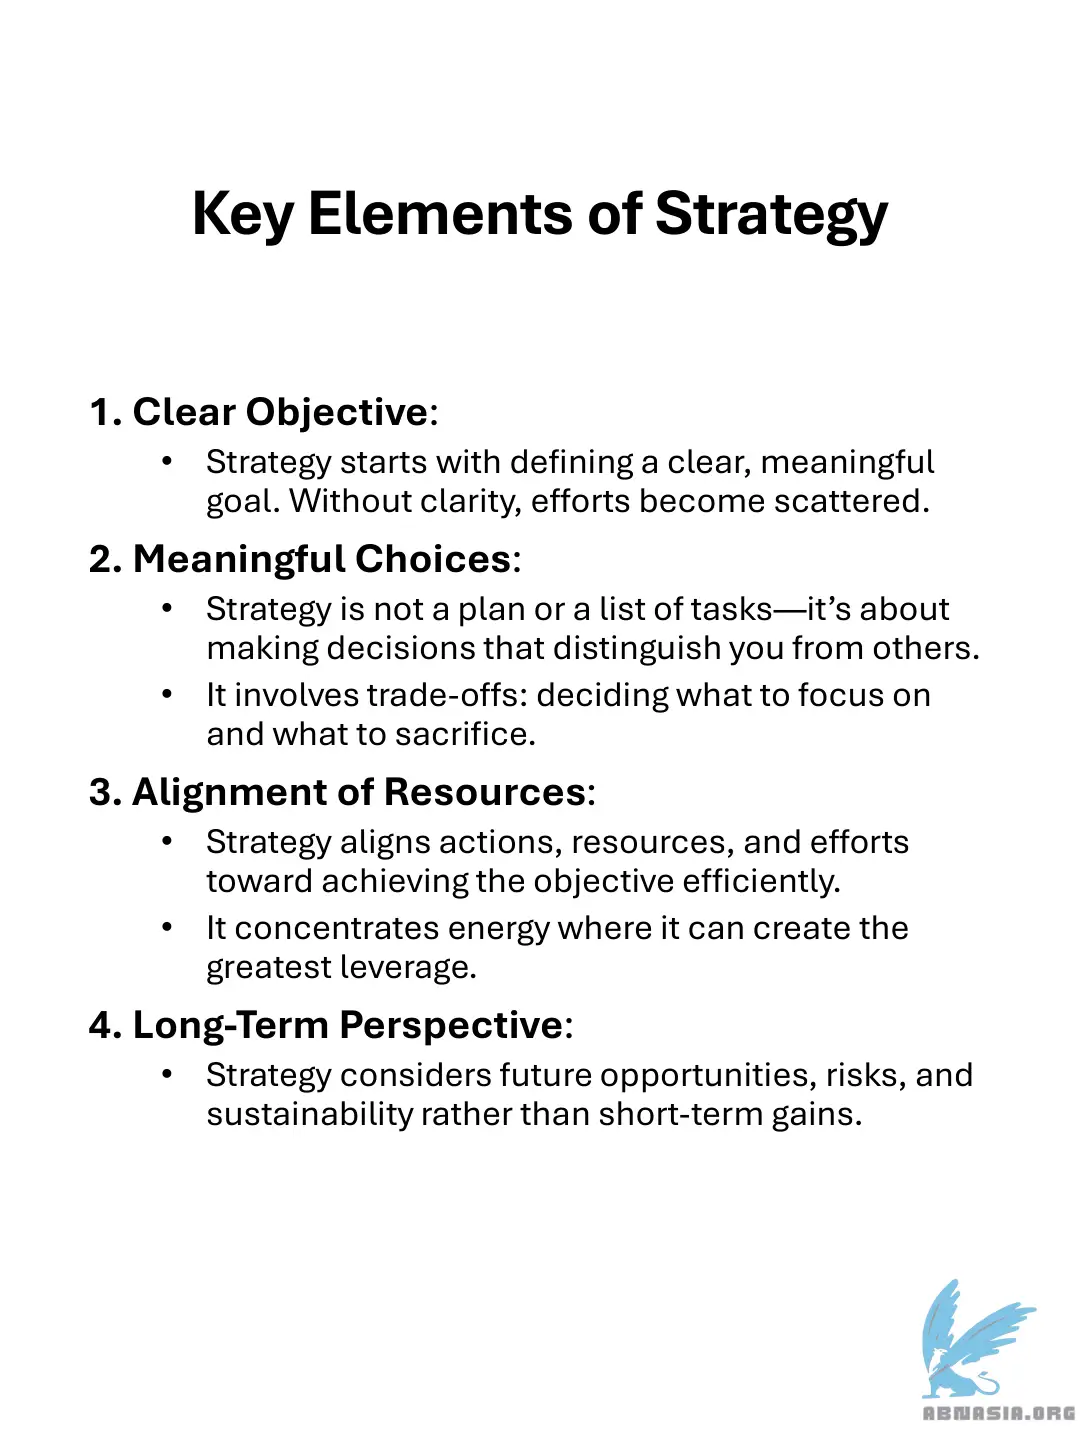 Key Elements of Strategy
1. Clear Objective:
• Strategy starts with defining a clear, meaningful
goal. Without clarity, efforts become scattered.
2. Meaningful Choices:
• Strategy is not a plan or a list of tasks—it’s about
making decisions that distinguish you from others.
• It involves trade-offs: deciding what to focus on
and what to sacrifice.
3. Alignment of Resources:
• Strategy aligns actions, resources, and efforts
toward achieving the objective efficiently.
• It concentrates energy where it can create the
greatest leverage.
4. Long-Term Perspective:
• Strategy considers future opportunities, risks, and
sustainability rather than short-term gains.
ABNASIA.ORG